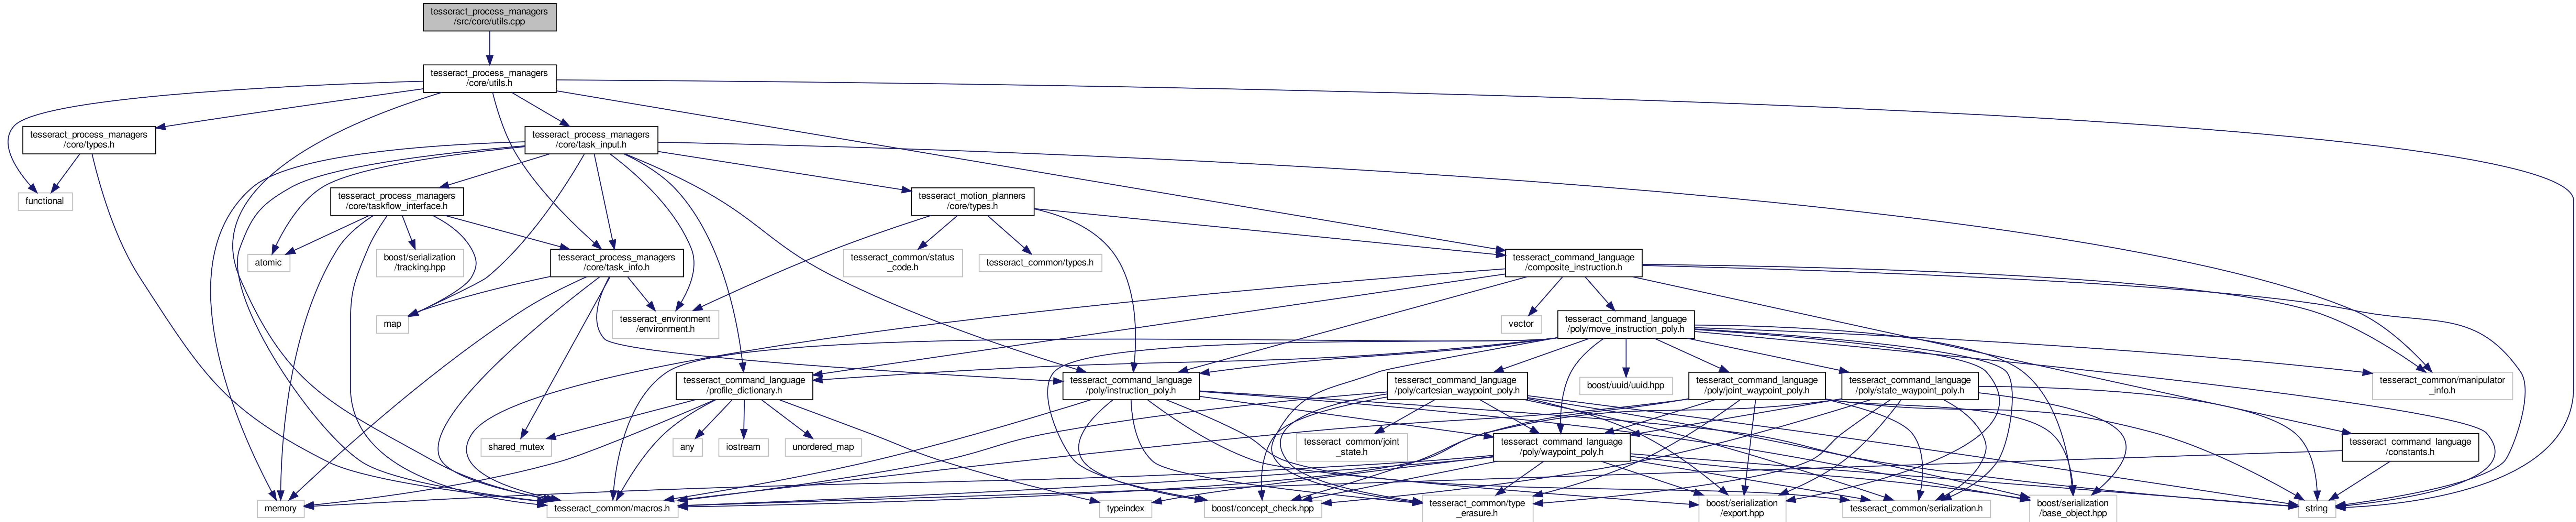 tesseract_process_managers
/src/core/utils.cpp
tesseract_process_managers
/core/utils.h
tesseract_process_managers
/core/types.h
tesseract_process_managers
/core/task_input.h
functional
tesseract_process_managers
/core/taskflow_interface.h
tesseract_motion_planners
/core/types.h
atomic
boost/serialization
/tracking.hpp
tesseract_process_managers
/core/task_info.h
tesseract_common/status
_code.h
tesseract_common/types.h
tesseract_command_language
/composite_instruction.h
map
tesseract_environment
/environment.h
vector
tesseract_command_language
/poly/move_instruction_poly.h
tesseract_command_language
/profile_dictionary.h
tesseract_command_language
/poly/instruction_poly.h
tesseract_command_language
/poly/cartesian_waypoint_poly.h
boost/uuid/uuid.hpp
tesseract_command_language
/poly/joint_waypoint_poly.h
tesseract_command_language
/poly/state_waypoint_poly.h
tesseract_common/manipulator
_info.h
shared_mutex
any
iostream
unordered_map
tesseract_common/joint
_state.h
tesseract_command_language
/poly/waypoint_poly.h
tesseract_command_language
/constants.h
memory
tesseract_common/macros.h
typeindex
boost/concept_check.hpp
tesseract_common/type
_erasure.h
boost/serialization
/export.hpp
tesseract_common/serialization.h
boost/serialization
/base_object.hpp
string